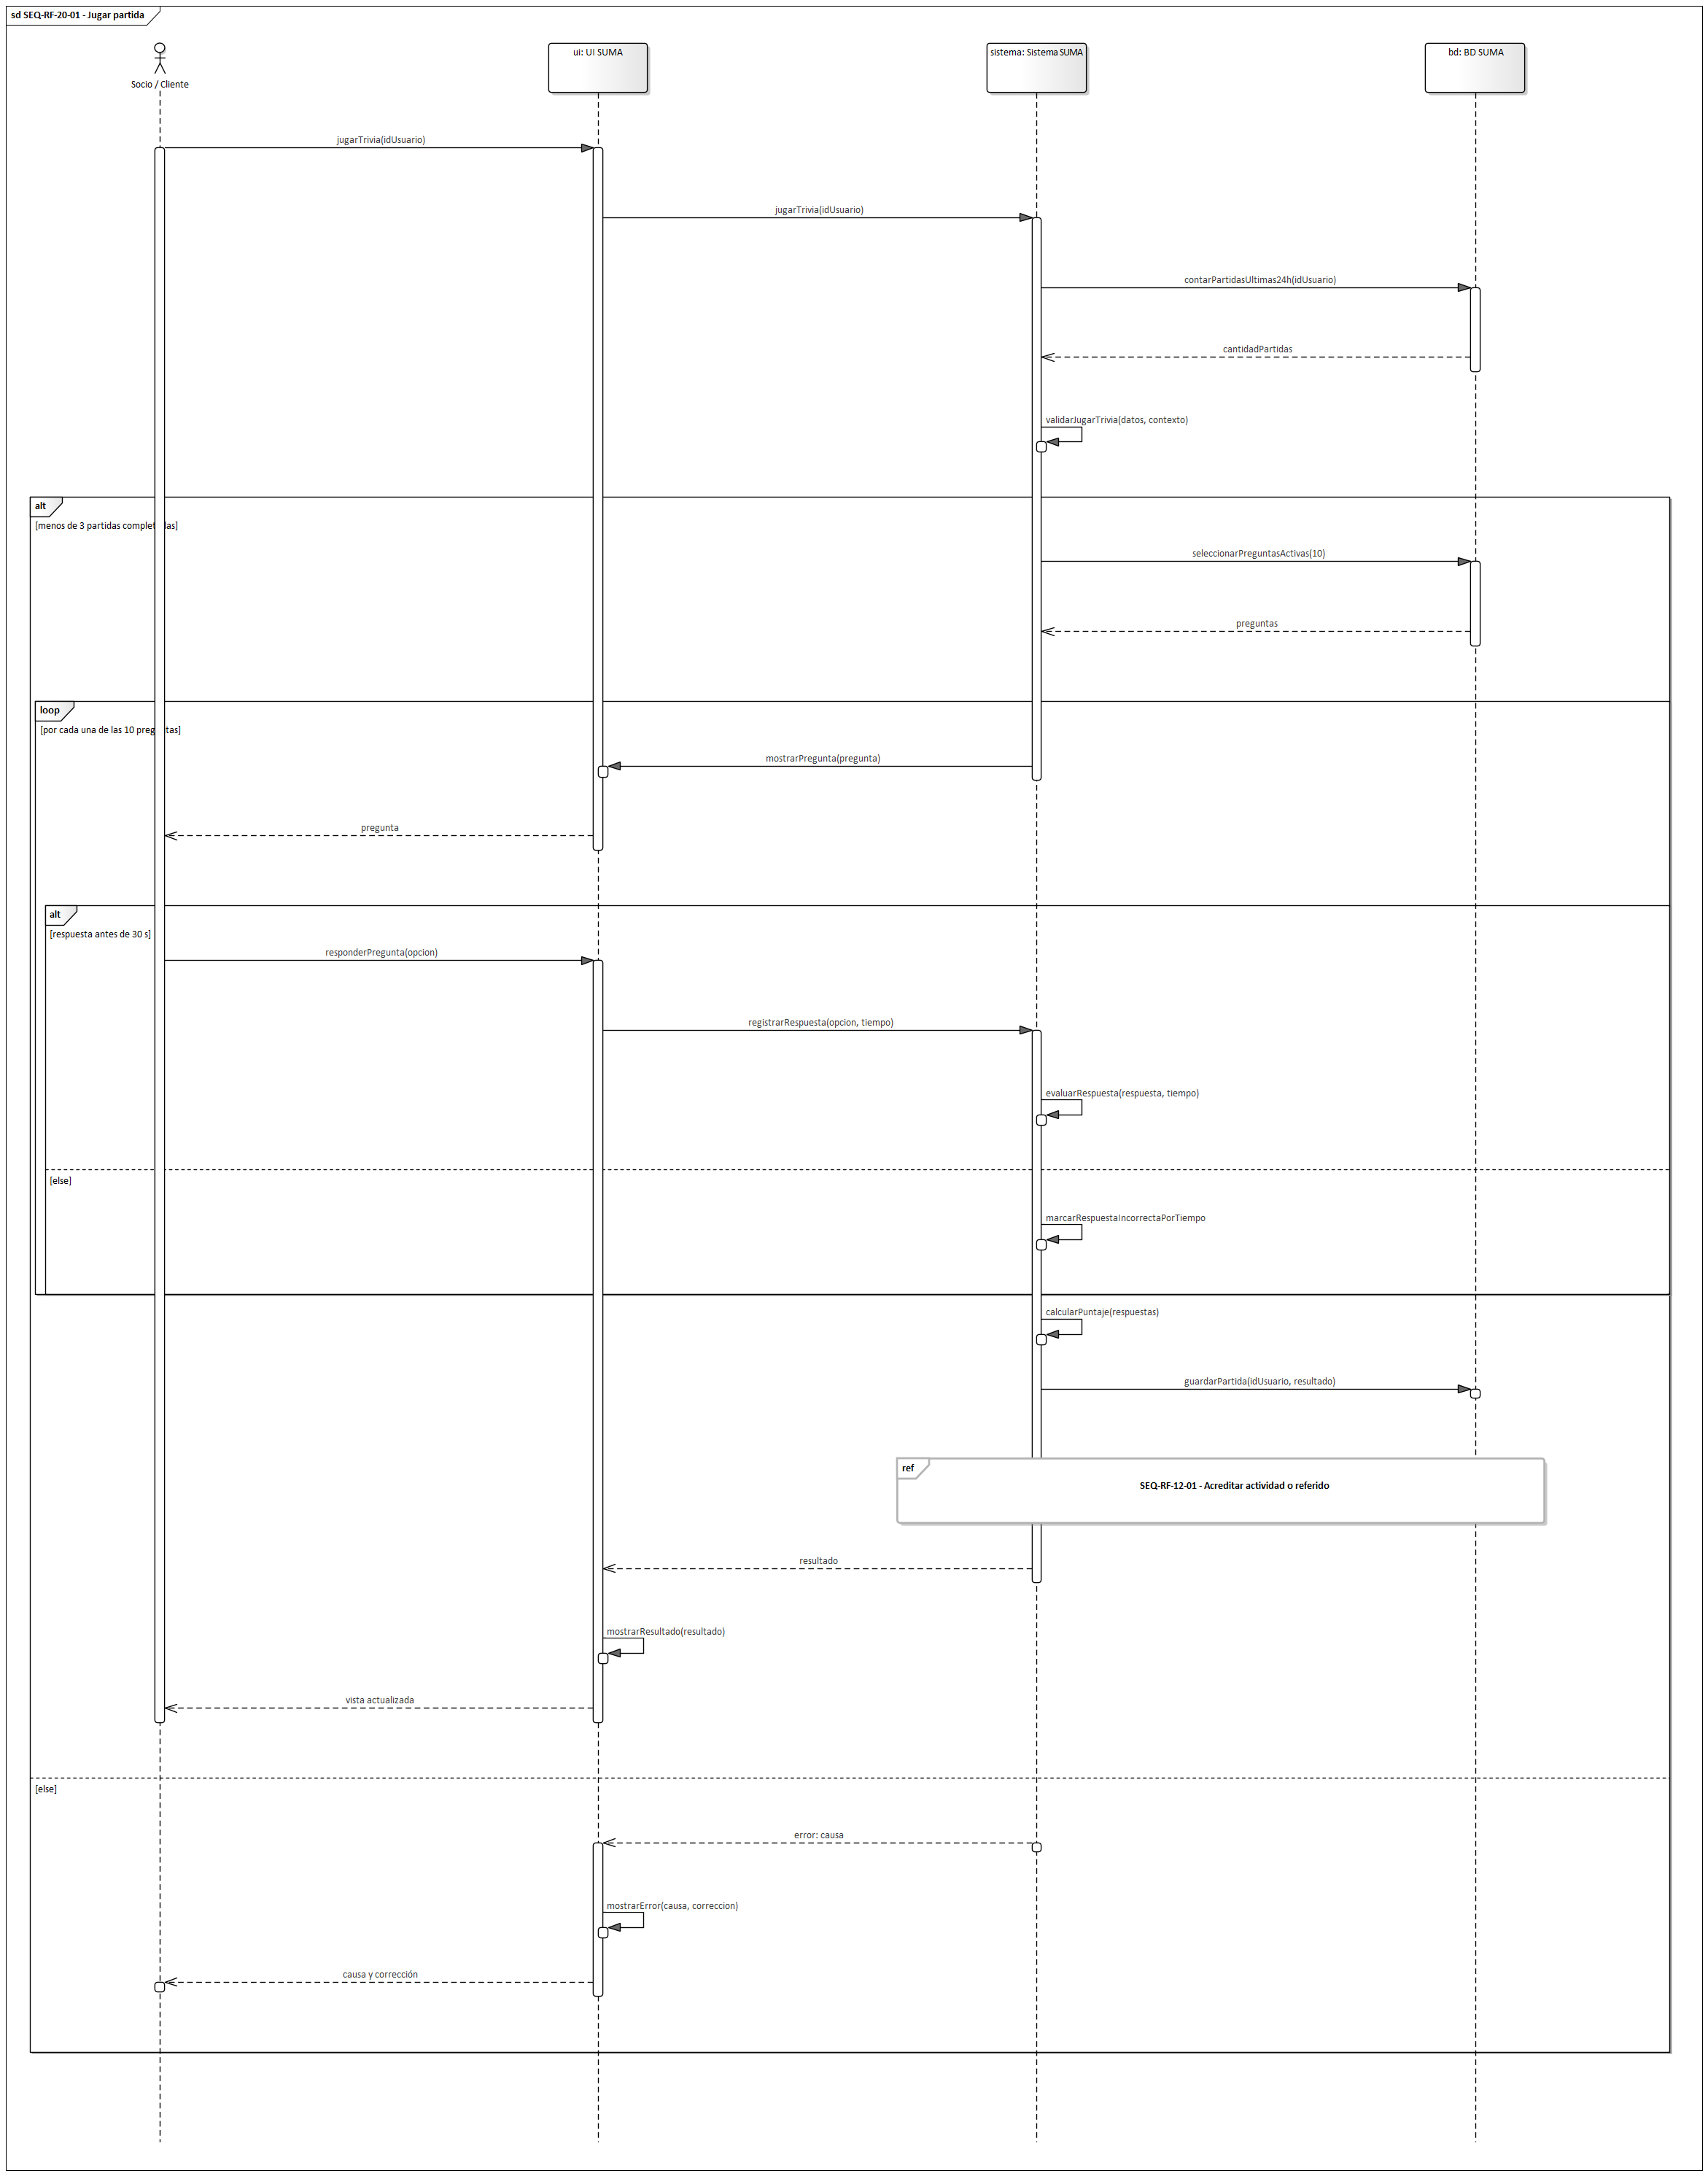 sd SEQ-RF-20-01 - Jugar partida
Socio / Cliente
ui: UI SUMA
sistema: Sistema SUMA
bd: BD SUMA
jugarTrivia(idUsuario)
jugarTrivia(idUsuario)
contarPartidasUltimas24h(idUsuario)
cantidadPartidas
validarJugarTrivia(datos, contexto)
alt
[menos de 3 partidas completadas]
seleccionarPreguntasActivas(10)
preguntas
loop
[por cada una de las 10 preguntas]
mostrarPregunta(pregunta)
pregunta
alt
[respuesta antes de 30 s]
responderPregunta(opcion)
registrarRespuesta(opcion, tiempo)
evaluarRespuesta(respuesta, tiempo)
[else]
marcarRespuestaIncorrectaPorTiempo
calcularPuntaje(respuestas)
guardarPartida(idUsuario, resultado)
ref
SEQ-RF-12-01 - Acreditar actividad o referido
resultado
mostrarResultado(resultado)
vista actualizada
[else]
error: causa
mostrarError(causa, correccion)
causa y corrección